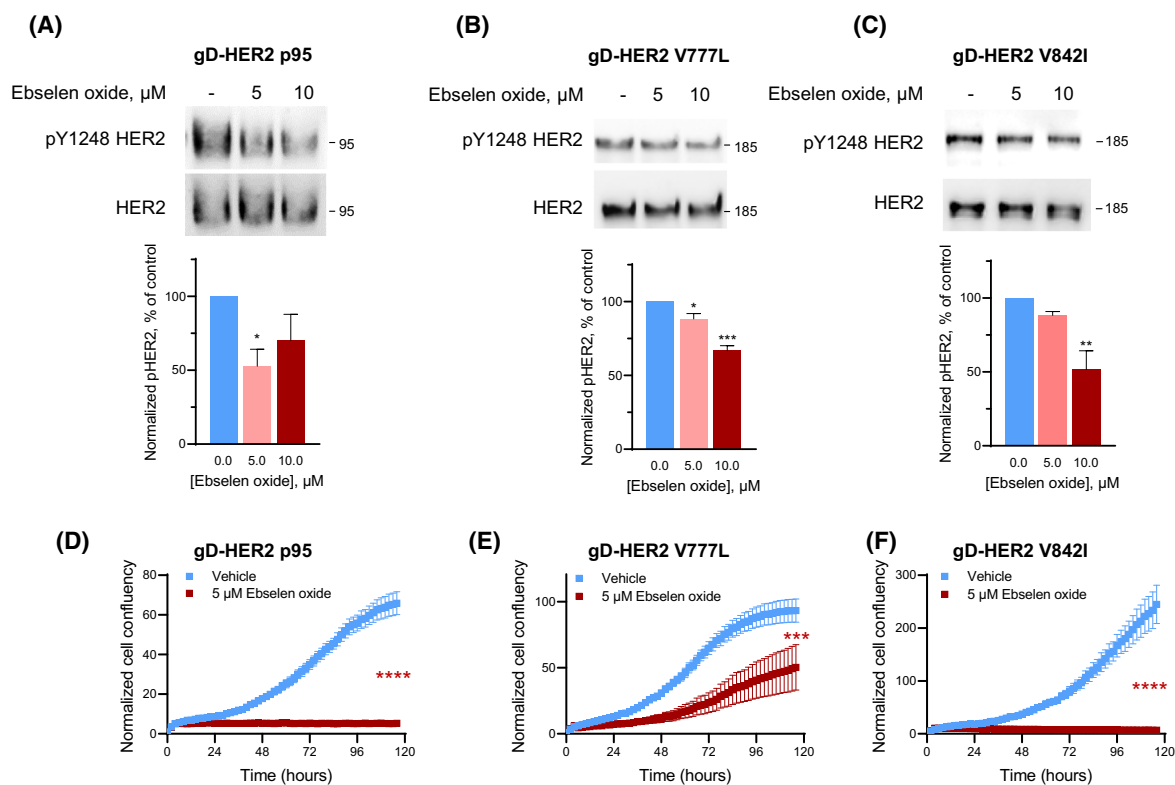 (A)
gD-HER2 p95
Ebselen oxide, µM - 5 10
pY1248 HER2 - 95
HER2 - 95
Normalized pHER2, % of control
100
50
0
0.0 5.0 10.0
*
[Ebselen oxide], µM
(B)
gD-HER2 V777L
Ebselen oxide, µM - 5 10
pY1248 HER2 - 185
HER2 - 185
Normalized pHER2, % of control
100
50
0
0.0 5.0 10.0
*
***
[Ebselen oxide], µM
(C)
gD-HER2 V842I
Ebselen oxide, µM - 5 10
pY1248 HER2 -185
HER2 -185
Normalized pHER2, % of control
100
50
0
0.0 5.0 10.0
**
[Ebselen oxide], µM
(D)
gD-HER2 p95
Vehicle
5 µM Ebselen oxide
Normalized cell confluency
80
60
40
20
0
****
0 24 48 72 96 120
Time (hours)
(E)
gD-HER2 V777L
Vehicle
5 µM Ebselen oxide
Normalized cell confluency
100
50
0
***
0 24 48 72 96 120
Time (hours)
(F)
gD-HER2 V842I
Vehicle
5 µM Ebselen oxide
Normalized cell confluency
300
200
100
0
****
0 24 48 72 96 120
Time (hours)